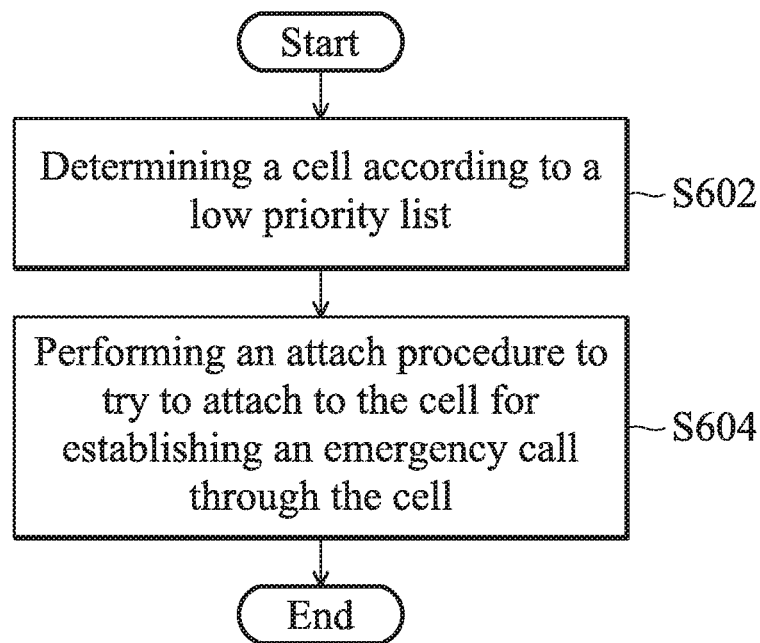 Start
Determining a cell according to a
low priority list
S602
Performing an attach procedure to
try to attach to the cell for
establishing an emergency call
through the cell
S604
End